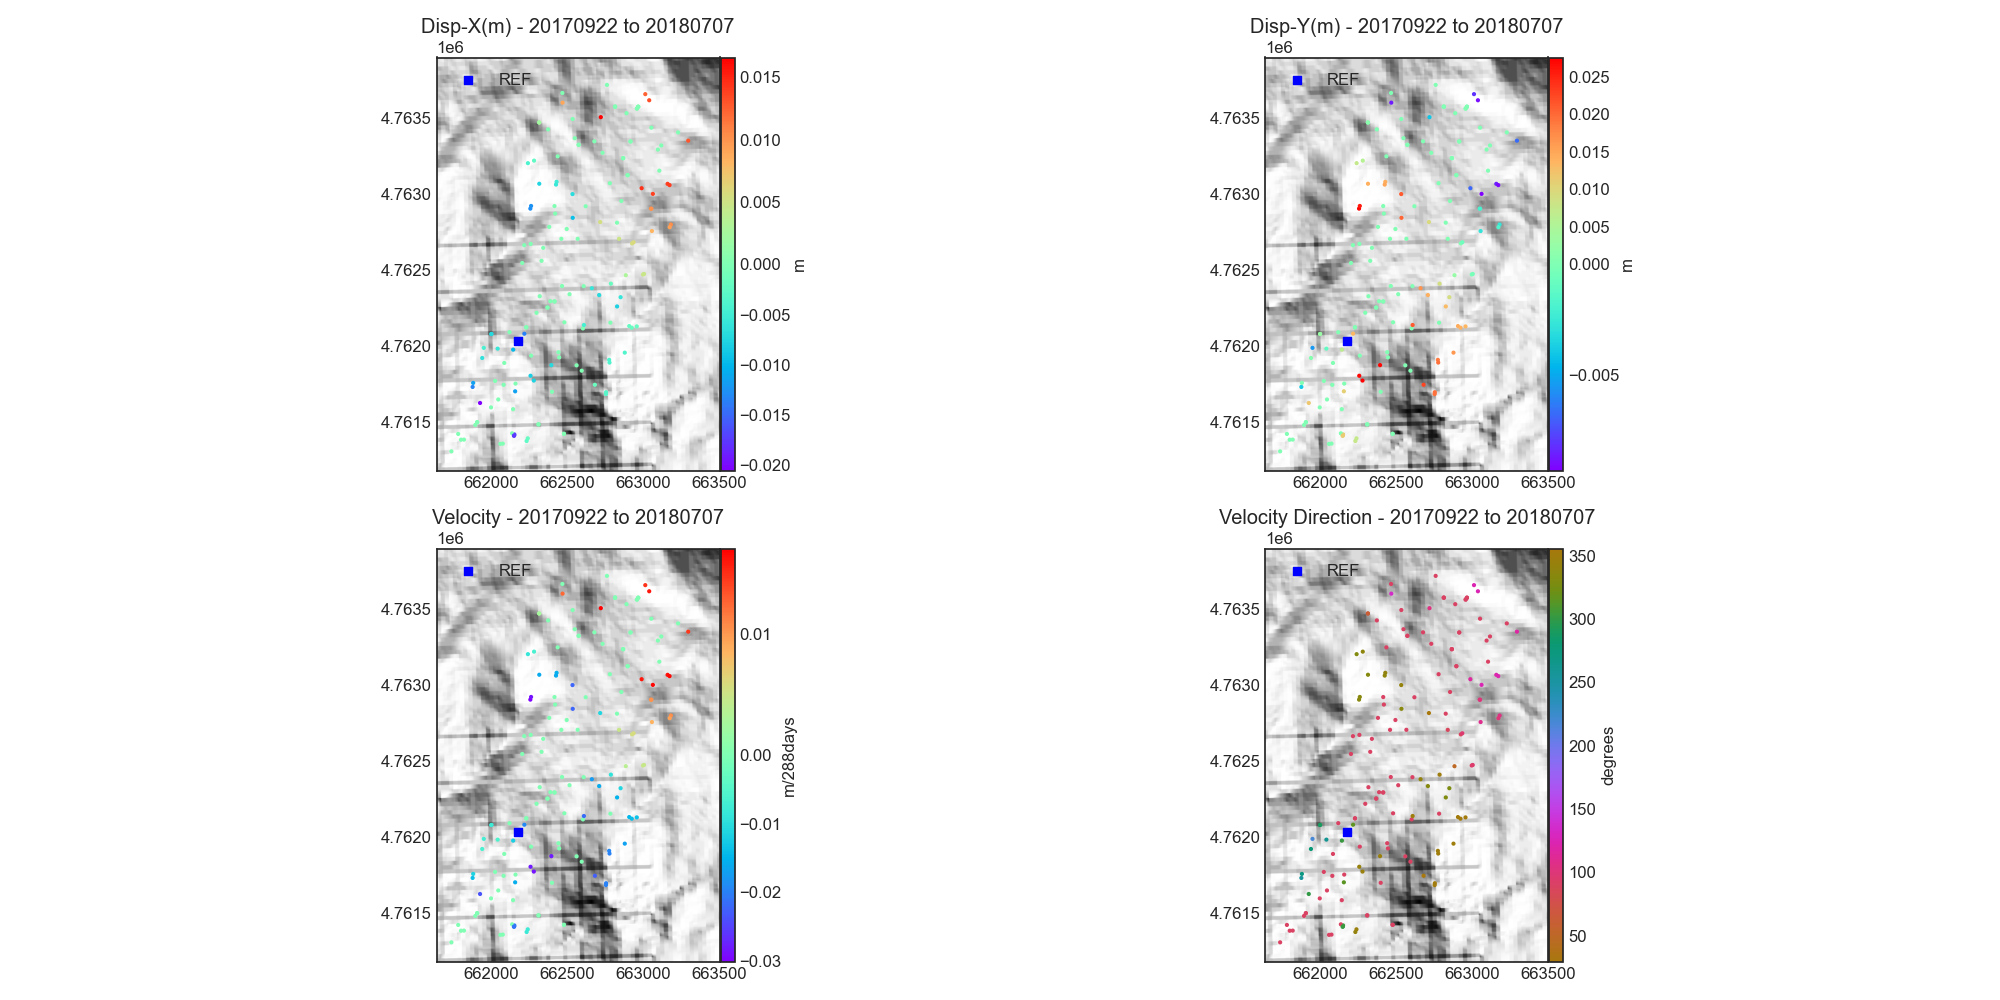 Disp-X(m) - 20170922 to 20180707
1e6
REF
4.7635
4.7630
4.7625
4.7620
4.7615
662000 662500 663000 663500
0.015
0.010
0.005
0.000
−0.005
−0.010
−0.015
−0.020
m
Disp-Y(m) - 20170922 to 20180707
1e6
REF
4.7635
4.7630
4.7625
4.7620
4.7615
662000 662500 663000 663500
0.025
0.020
0.015
0.010
0.005
0.000
−0.005
m
Velocity - 20170922 to 20180707
1e6
REF
4.7635
4.7630
4.7625
4.7620
4.7615
662000 662500 663000 663500
0.01
0.00
−0.01
−0.02
−0.03
m/288days
Velocity Direction - 20170922 to 20180707
1e6
REF
4.7635
4.7630
4.7625
4.7620
4.7615
662000 662500 663000 663500
350
300
250
200
150
100
50
degrees